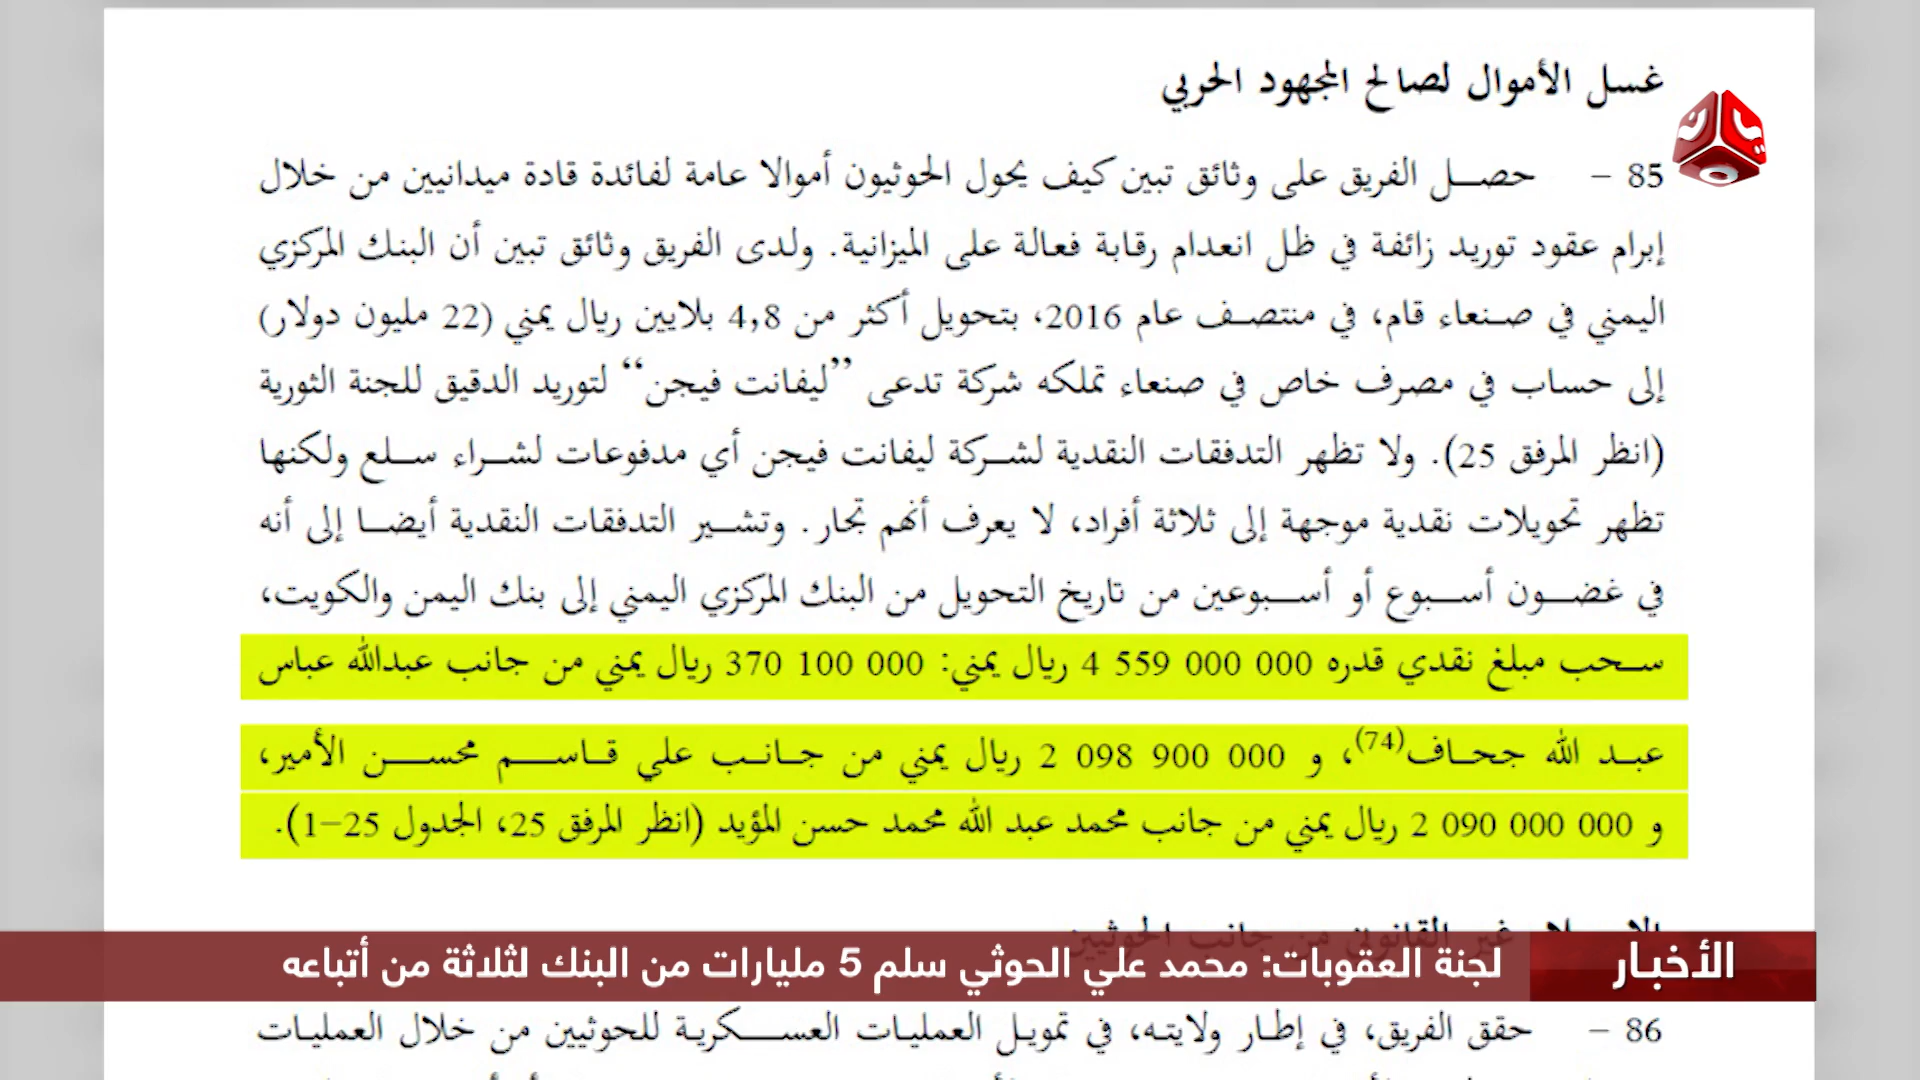 غسل الأموال لصالح المجهود الحربي
85 – حصل الفريق على وثائق تبين كيف يحول الحوثيون أموالا عامة لفائدة قادة ميدانيين من خلال
إبرام عقود توريد زائفة في ظل انعدام رقابة فعالة على الميزانية. ولدى الفريق وثائق تبين أن البنك المركزي
اليمني في صنعاء قام، في منتصف عام 2016، بتحويل أكثر من 4,8 بلايين ريال يمني (22 مليون دولار)
إلى حساب في مصرف خاص في صنعاء تملكه شركة تدعى ”ليفانت فيجن“ لتوريد الدقيق للجنة الثورية
(انظر المرفق 25). ولا تظهر التدفقات النقدية لشركة ليفانت فيجن أي مدفوعات لشراء سلع ولكنها
تظهر تحويلات نقدية موجهة إلى ثلاثة أفراد، لا يعرف أنهم تجار. وتشير التدفقات النقدية أيضا إلى أنه
في غضون أسبوع أو أسبوعين من تاريخ التحويل من البنك المركزي اليمني إلى بنك اليمن والكويت،
سحب مبلغ نقدي قدره 000 000 559 4 ريال يمني: 000 100 370 ريال يمني من جانب عبدالله عباس
عبد الله جحاف(74)، و 000 900 098 2 ريال يمني من جانب علي قاسم محسن الأمير،
و 000 000 090 2 ريال يمني من جانب محمد عبد الله محمد حسن المؤيد (انظر المرفق 25، الجدول 25–1).
غير القانوني من جانب الحوثيين
الأخبار
لجنة العقوبات: محمد علي الحوثي سلم 5 مليارات من البنك لثلاثة من أتباعه
86 – حقق الفريق، في إطار ولايته، في تمويل العمليات العسكرية للحوثيين من خلال العمليات